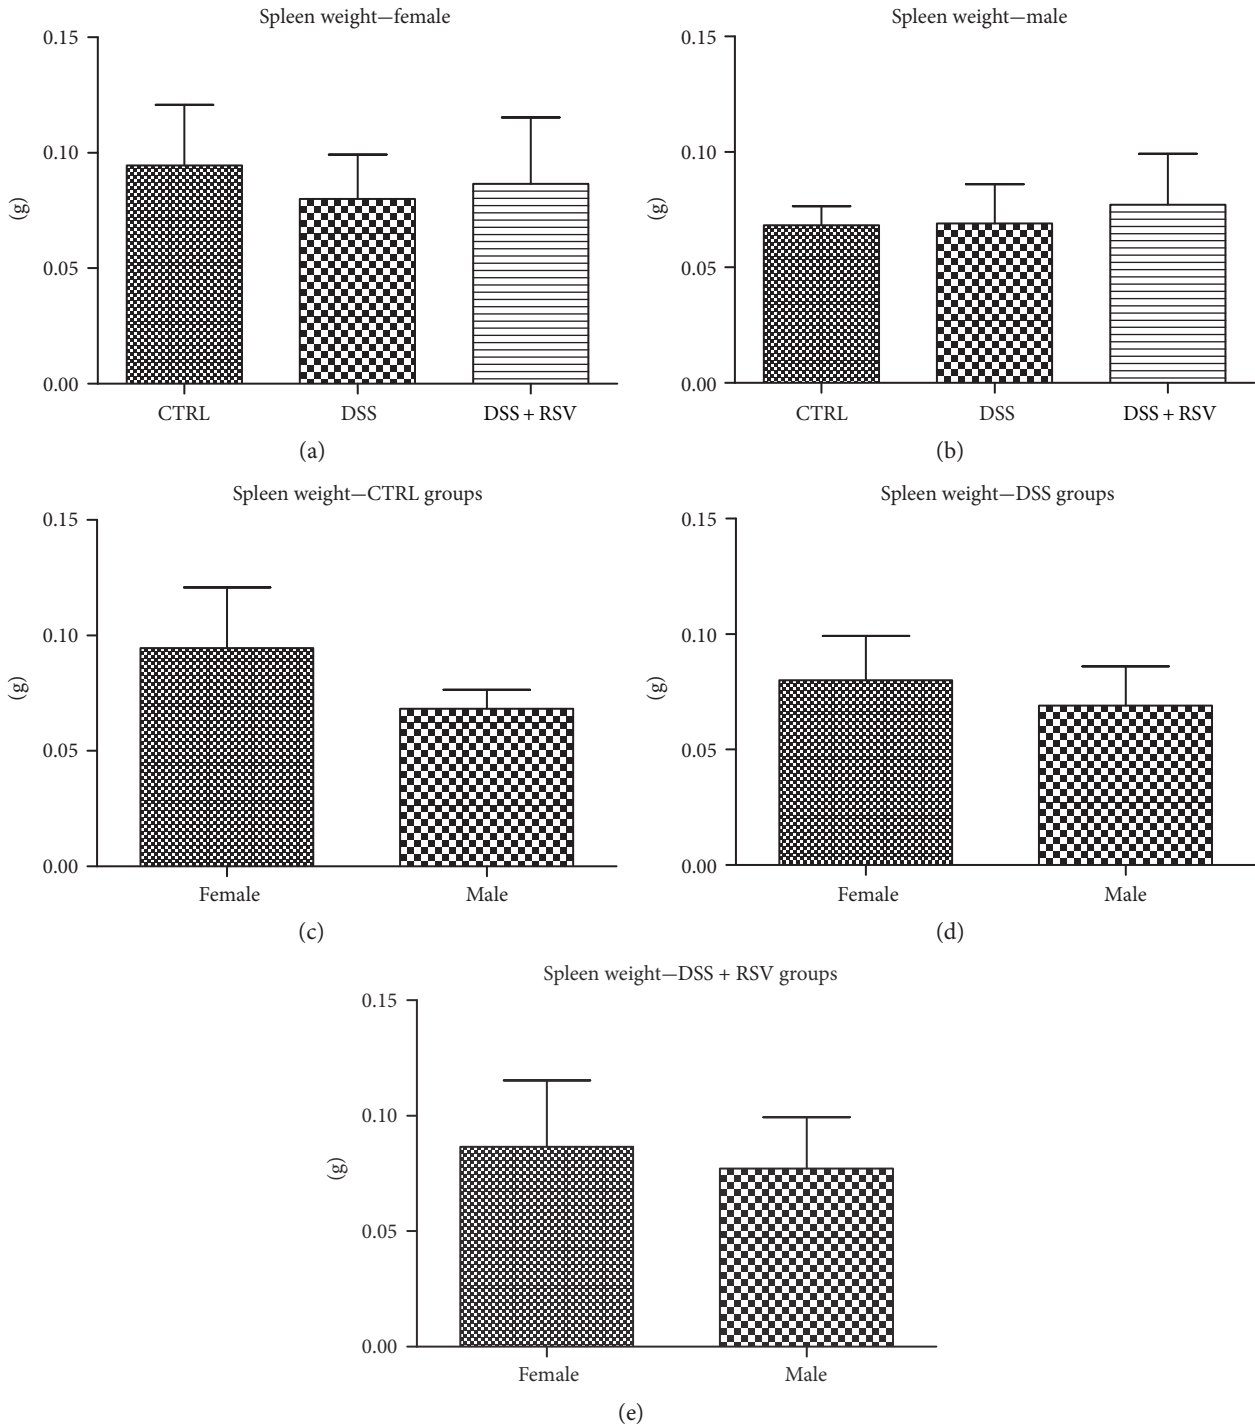 Spleen weight—female
0.15
0.10
0.05
0.00
(g)
CTRL DSS DSS + RSV
(a)
Spleen weight—male
0.15
0.10
0.05
0.00
(g)
CTRL DSS DSS + RSV
(b)
Spleen weight—CTRL groups
0.15
0.10
0.05
0.00
(g)
Female Male
(c)
Spleen weight—DSS groups
0.15
0.10
0.05
0.00
(g)
Female Male
(d)
Spleen weight—DSS + RSV groups
0.15
0.10
0.05
0.00
(g)
Female Male
(e)